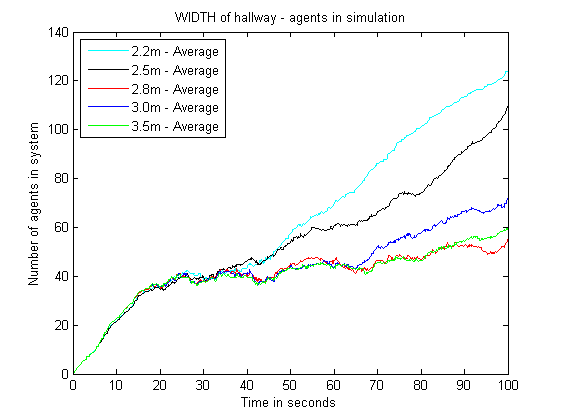 WIDTH of hallway - agents in simulation
140
120
100
80
60
40
20
0
Number of agents in system
2.2m - Average
2.5m - Average
2.8m - Average
3.0m - Average
3.5m - Average
0 10 20 30 40 50 60 70 80 90 100
Time in seconds